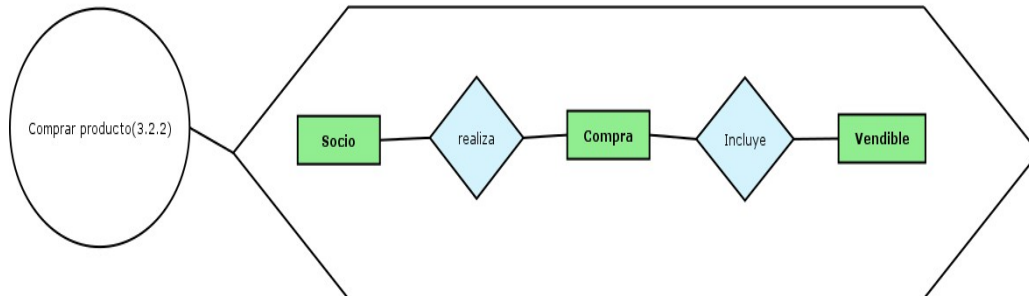 Comprar producto(3.2.2)
Socio
realiza
Compra
Incluye
Vendible